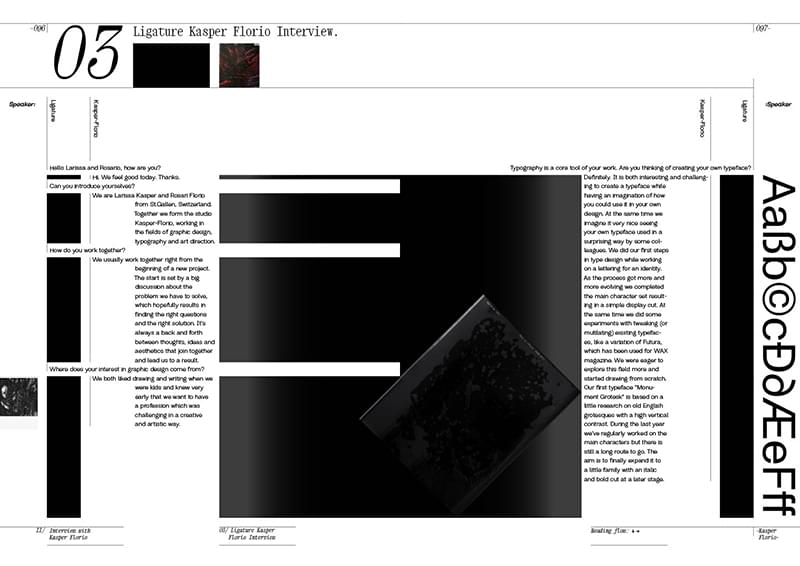 -096
03
Ligature Kasper Florio Interview.
097-
Speaker:
Ligature
Kasper-Florio
Kasper-Florio
Ligature
:Speaker
Hello Larissa and Rosario, how are you?
Hi. We feel good today. Thanks.
Can you introduce yourselves?
We are Larissa Kasper and Rosari Florio
from St.Gallen, Switzerland.
Together we form the studio
Kasper-Florio, working in
the fields of graphic design,
typography and art direction.
How do you work together?
We usually work together right from the
beginning of a new project.
The start is set by a big
discussion about the
problem we have to solve,
which hopefully results in
finding the right questions
and the right solution. It's
always a back and forth
between thoughts, ideas and
aesthetics that join together
and lead us to a result.
Where does your interest in graphic design come from?
We both liked drawing and writing when we
were kids and knew very
early that we want to have
a profession which was
challenging in a creative
and artistic way.
Typography is a core tool of your work. Are you thinking of creating your own typeface?
Definitely. It is both interesting and challeng-
ing to create a typeface while
having an imagination of how
you could use it in your own
design. At the same time we
imagine it very nice seeing
your own typeface used in a
surprising way by some col-
leagues. We did our first steps
in type design while working
on a lettering for an identity.
As the process got more and
more evolving we completed
the main character set result-
ing in a simple display cut. At
the same time we did some
experiments with tweaking (or
mutilating) existing typefac-
es, like a variation of Futura,
which has been used for WAX
magazine. We were eager to
explore this field more and
started drawing from scratch.
Our first typeface "Monu-
ment Grotesk" is based on a
little research on old English
grotesques with a high vertical
contrast. During the last year
we've regularly worked on the
main characters but there is
still a long route to go. The
aim is to finally expand it to
a little family with an italic
and bold cut at a later stage.
Aaßb©cÐ∂ÆeFff
II/ Interview with
Kasper Florio
03/ Ligature Kasper
Florio Interview
Reading flow:
-Kasper
Florio-